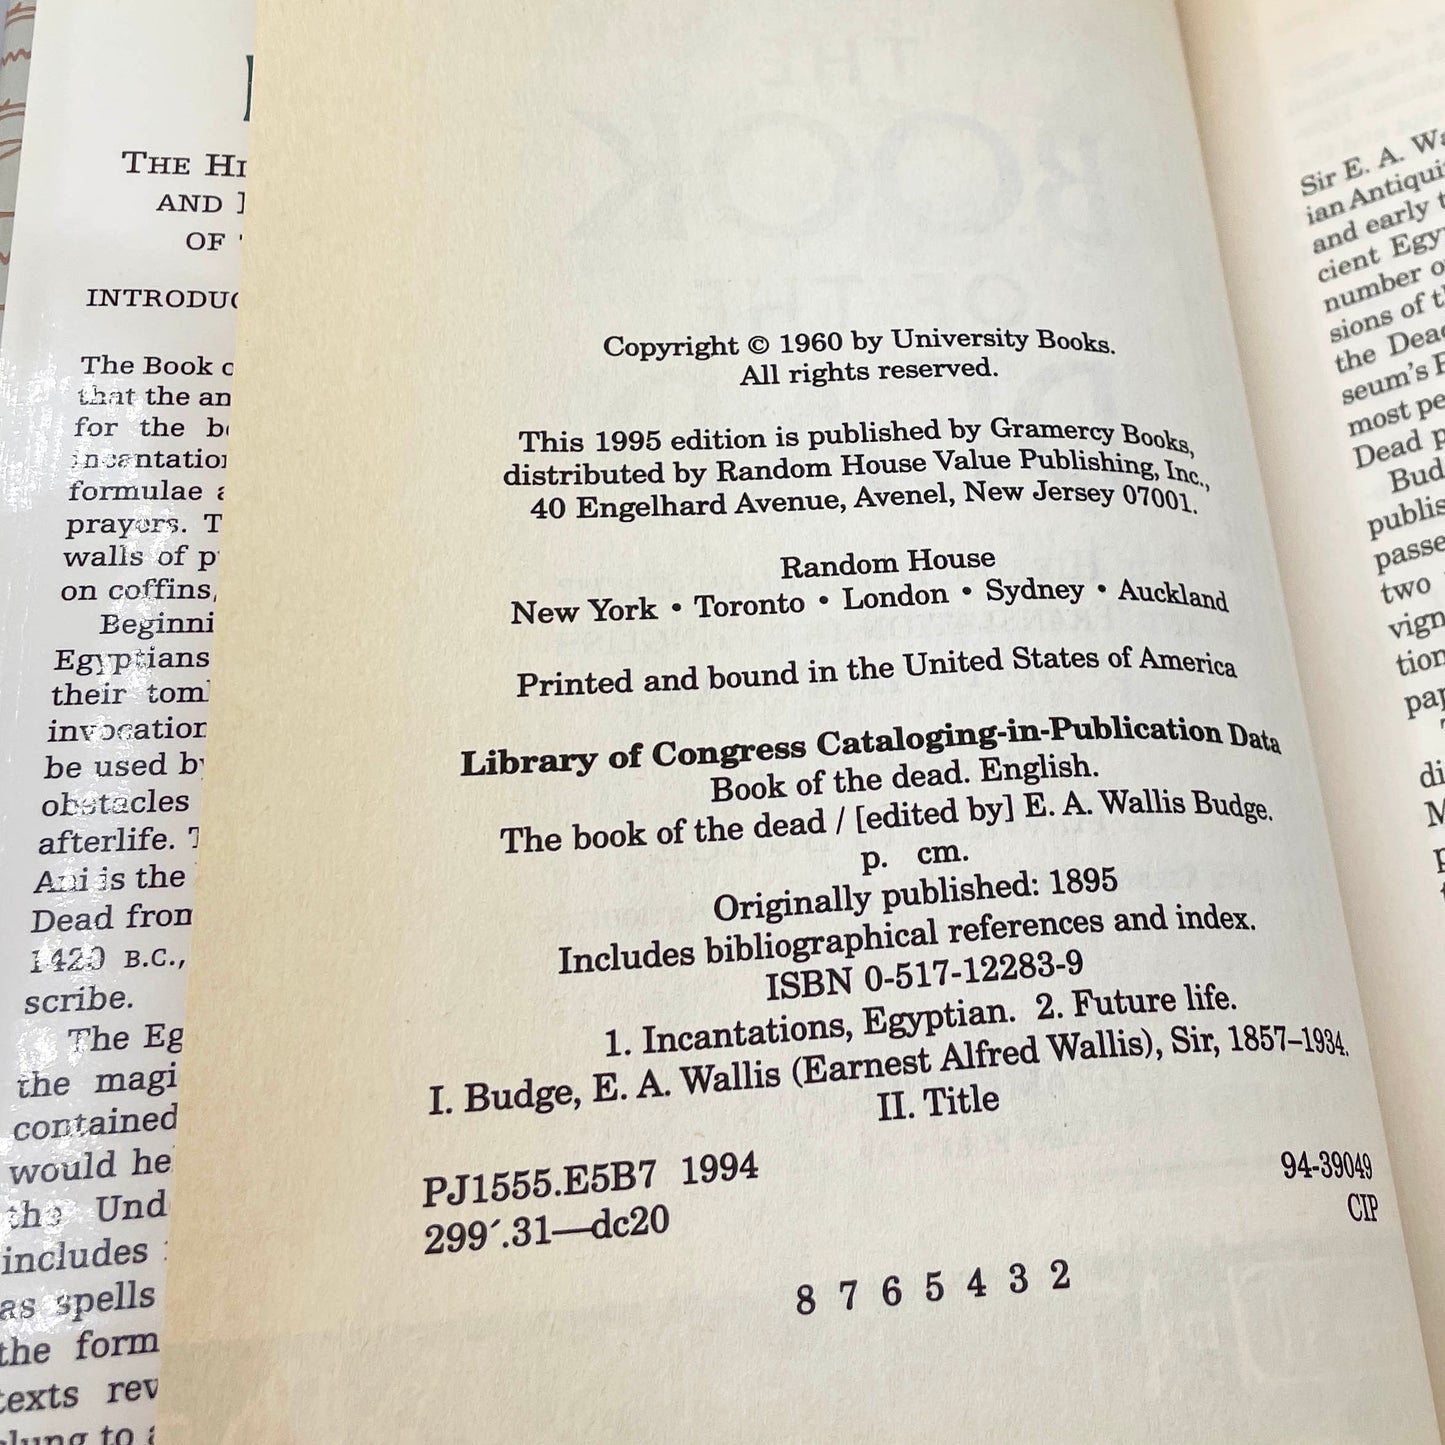 THE
AND
OF
The Book
that the
for the
incantation
formulae
prayers. T
walls of
on coffins,
Beginni
Egyptians
their
invocation
be used
obstacles
afterlife.
Ani is the
Dead from
1420 B.C.,
scribe.
The Eg
the magi
contained
would
the Und
includes
as spells
the form
texts rev
to
Copyright © 1960 by University Books.
All rights reserved.
This 1995 edition is published by Gramercy Books,
distributed by Random House Value Publishing, Inc.,
40 Engelhard Avenue, Avenel, New Jersey 07001.
Random House
New York • Toronto • London • Sydney • Auckland
Printed and bound in the United States of America
Library of Congress Cataloging-in-Publication Data
Book of the dead. English.
The book of the dead / [edited by] E. A. Wallis Budge.
p. cm.
Originally published: 1895
Includes bibliographical references and index.
ISBN 0-517-12283-9
1. Incantations, Egyptian. 2. Future life.
I. Budge, E. A. Wallis (Earnest Alfred Wallis), Sir, 1857–1934.
II. Title
PJ1555.E5B7 1994 94-39049
299´.31—dc20 CIP
8 7 6 5 4 3 2
Sir E. A.
ian Antiqui
and early
cient Egy
number
sions of
the Dead
seum's
most
Dead
Bud
publis
passe
two
vign
tion
pap